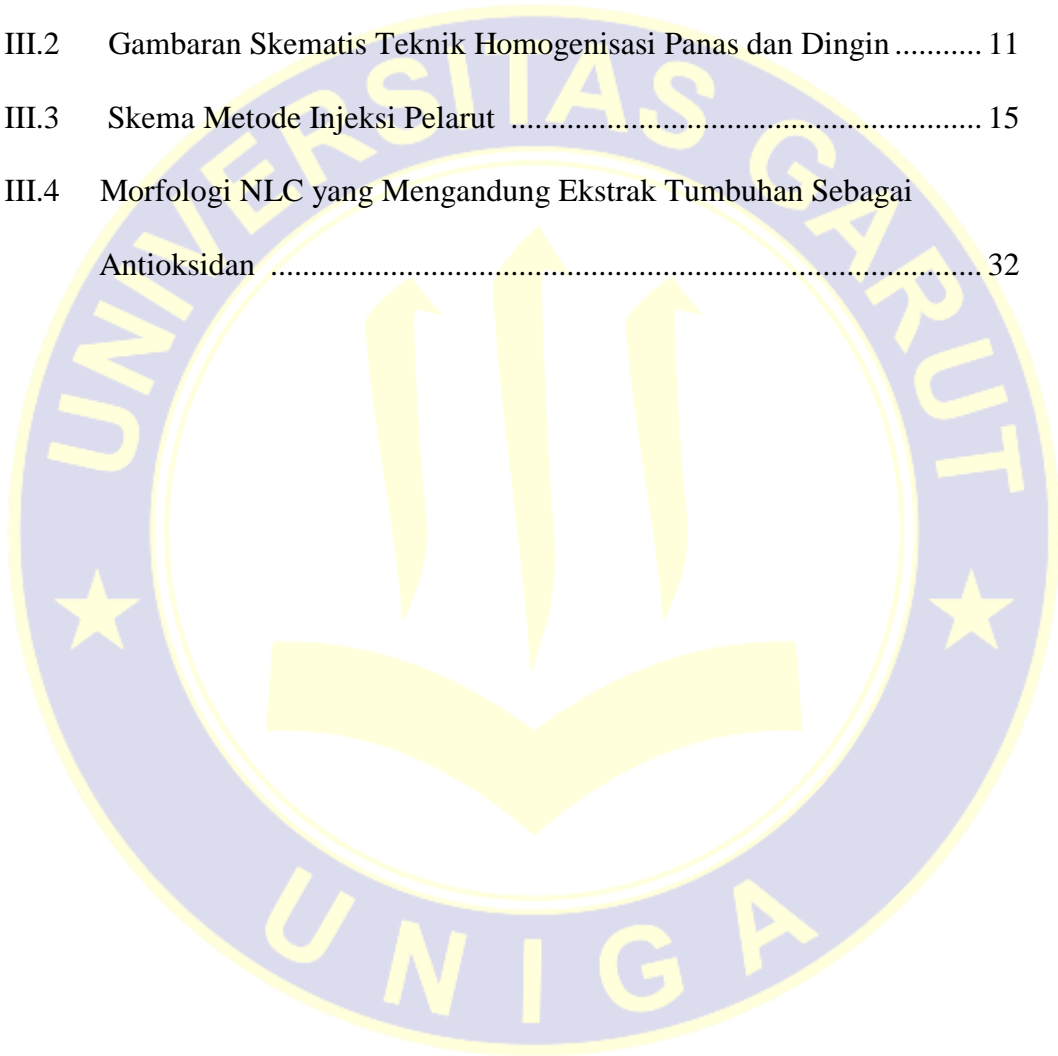 III.2 Gambaran Skematis Teknik Homogenisasi Panas dan Dingin ........... 11
III.3 Skema Metode Injeksi Pelarut ............................................................. 15
III.4 Morfologi NLC yang Mengandung Ekstrak Tumbuhan Sebagai
Antioksidan ............................................................................................ 32
UNIVERSITAS GARUT
UNIGA